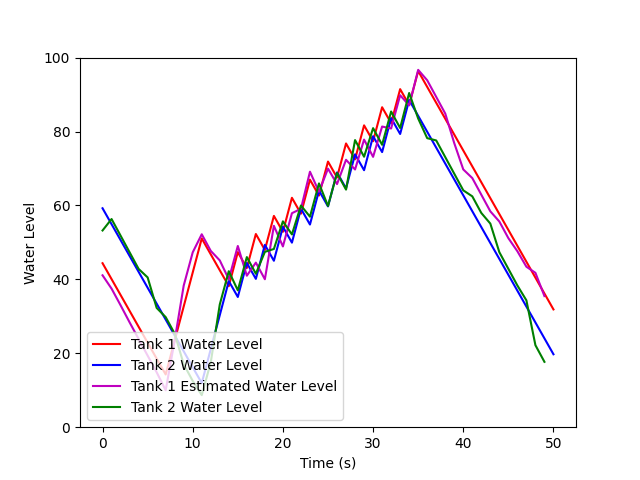 100
80
60
40
20
0
Water Level
Tank 1 Water Level
Tank 2 Water Level
Tank 1 Estimated Water Level
Tank 2 Water Level
0 10 20 30 40 50
Time (s)